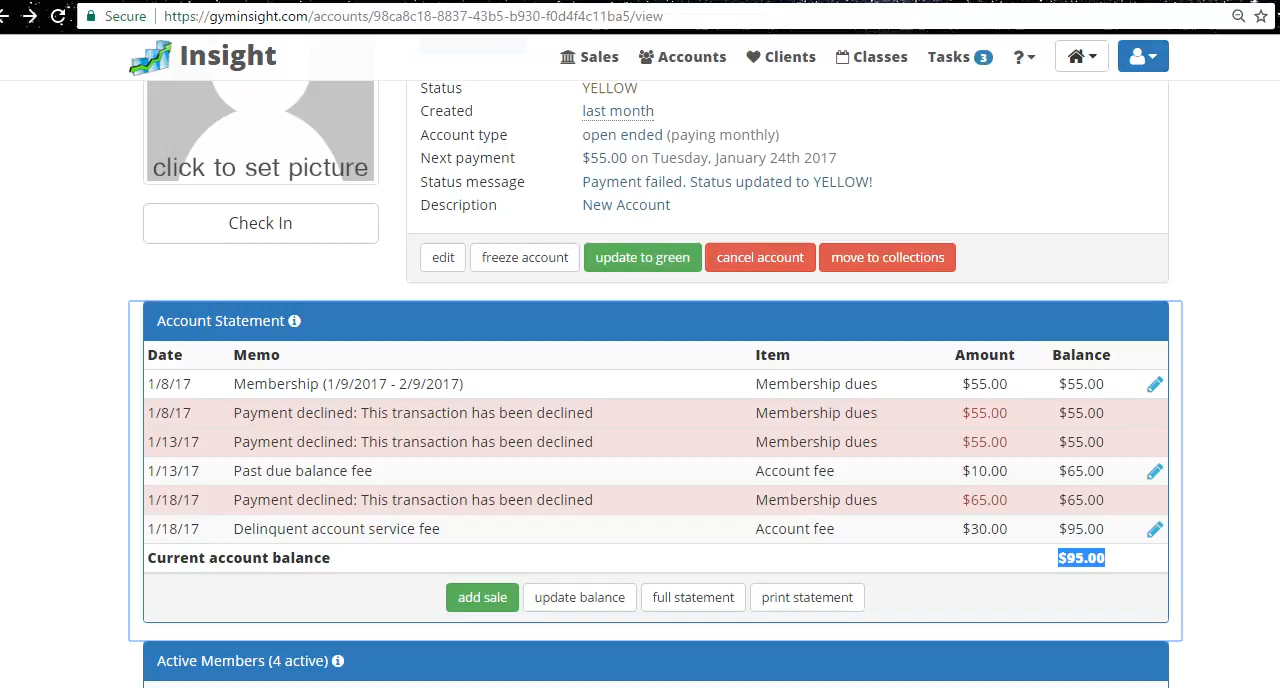 Secure https://gyminsight.com/accounts/98ca8c18-8837-43b5-b930-f0d4f4c11ba5/view
Insight Sales Accounts Clients Classes Tasks 3 ?
click to set picture
Check In
Status YELLOW
Created last month
Account type open ended (paying monthly)
Next payment $55.00 on Tuesday, January 24th 2017
Status message Payment failed. Status updated to YELLOW!
Description New Account
edit freeze account update to green cancel account move to collections
Account Statement
Date Memo Item Amount Balance
1/8/17 Membership (1/9/2017 - 2/9/2017) Membership dues $55.00 $55.00
1/8/17 Payment declined: This transaction has been declined Membership dues $55.00 $55.00
1/13/17 Payment declined: This transaction has been declined Membership dues $55.00 $55.00
1/13/17 Past due balance fee Account fee $10.00 $65.00
1/18/17 Payment declined: This transaction has been declined Membership dues $65.00 $65.00
1/18/17 Delinquent account service fee Account fee $30.00 $95.00
Current account balance $95.00
add sale update balance full statement print statement
Active Members (4 active)